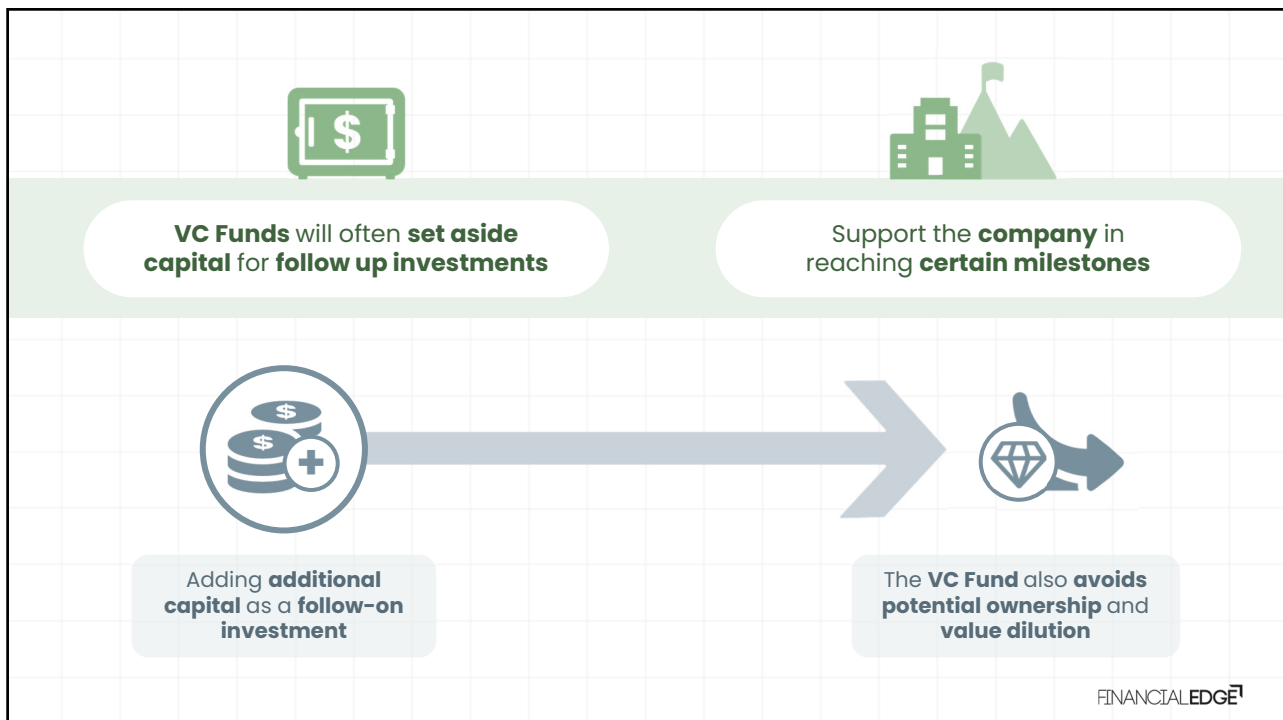 VC Funds will often set aside
capital for follow up investments
Support the company in
reaching certain milestones
Adding additional
capital as a follow-on
investment
The VC Fund also avoids
potential ownership and
value dilution
FINANCIALEDGE